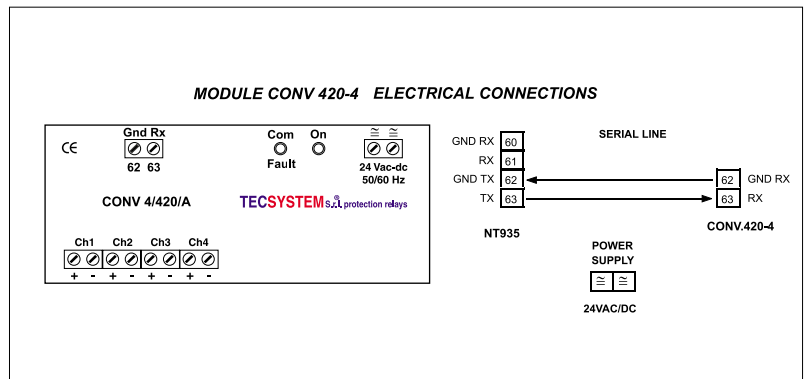 MODULE CONV 420-4 ELECTRICAL CONNECTIONS
CE
Gnd Rx
62 63
Com
Fault
On
≅ ≅
24 Vac-dc
50/60 Hz
CONV 4/420/A
TECSYSTEM S.r.l.® protection relays
Ch1 Ch2 Ch3 Ch4
+ - + - + - + -
SERIAL LINE
GND RX 60
RX 61
GND TX 62
TX 63
NT935
62 GND RX
63 RX
CONV.420-4
POWER
SUPPLY
≅ ≅
24VAC/DC